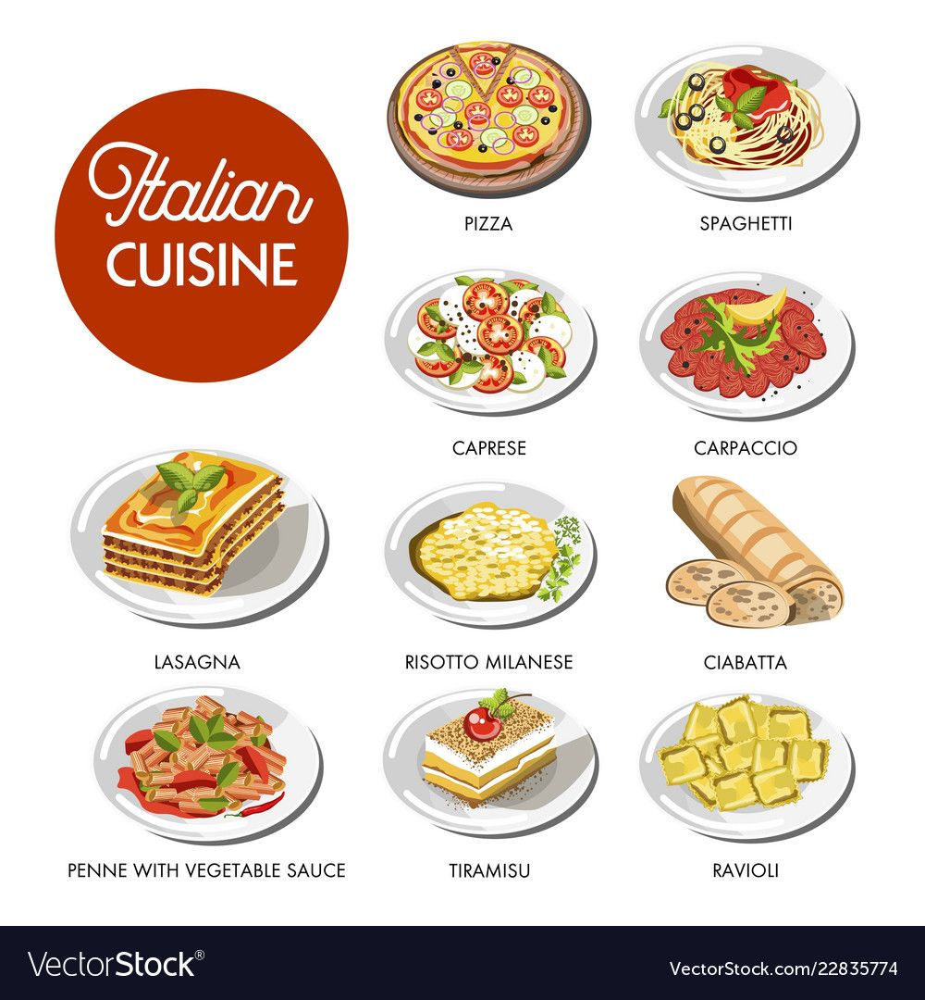 Italian
CUISINE
PIZZA
SPAGHETTI
CAPRESE
CARPACCIO
LASAGNA
RISOTTO MILANESE
CIABATTA
PENNE WITH VEGETABLE SAUCE
TIRAMISU
RAVIOLI
VectorStock®
VectorStock.com/22835774